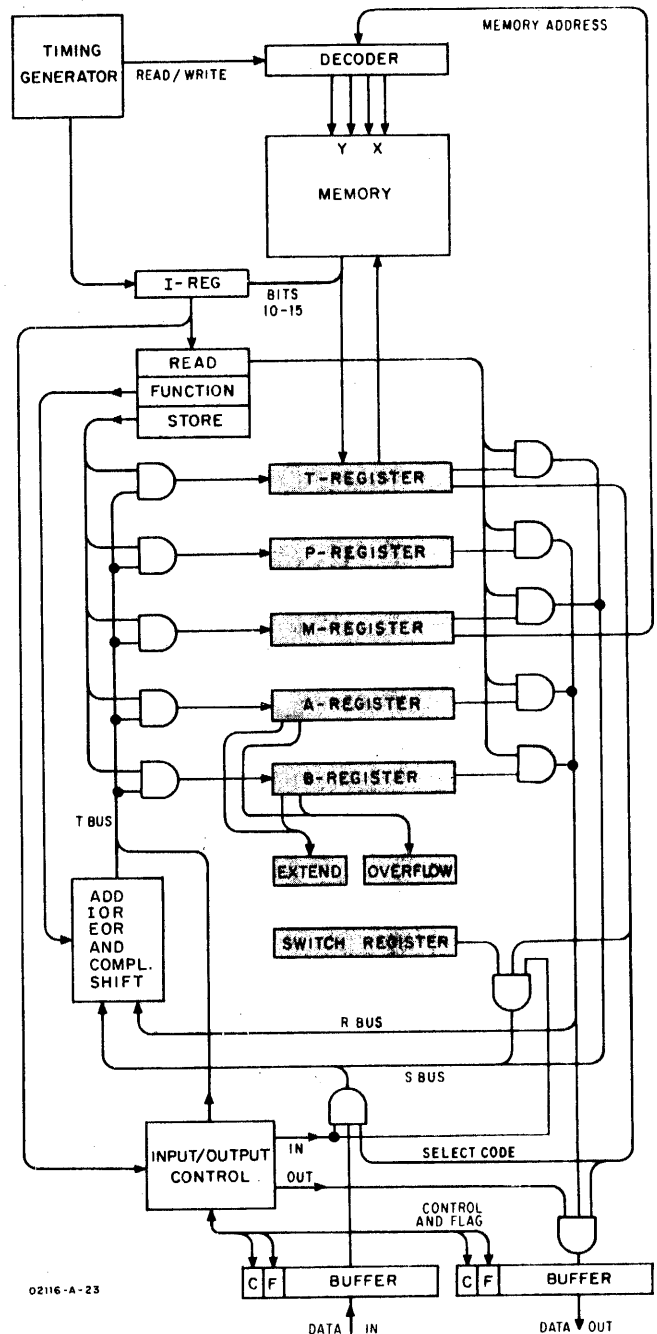 MEMORY ADDRESS
TIMING
GENERATOR
READ/WRITE
DECODER
Y X
MEMORY
I-REG
BITS
10-15
READ
FUNCTION
STORE
T-REGISTER
P-REGISTER
M-REGISTER
A-REGISTER
B-REGISTER
T BUS
EXTEND
OVERFLOW
ADD
IOR
EOR
AND
COMPL.
SHIFT
SWITCH REGISTER
R BUS
S BUS
INPUT/OUTPUT
CONTROL
IN
SELECT CODE
OUT
CONTROL
AND FLAG
C F BUFFER
C F BUFFER
02116-A-23
DATA IN
DATA OUT